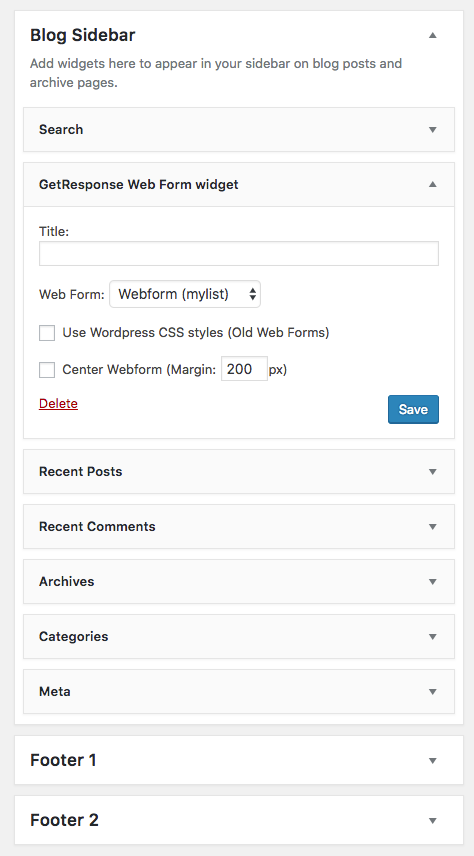 Blog Sidebar
Add widgets here to appear in your sidebar on blog posts and
archive pages.
Search
GetResponse Web Form widget
Title:
Web Form: Webform (mylist)
Use Wordpress CSS styles (Old Web Forms)
Center Webform (Margin: 200 px)
Delete Save
Recent Posts
Recent Comments
Archives
Categories
Meta
Footer 1
Footer 2